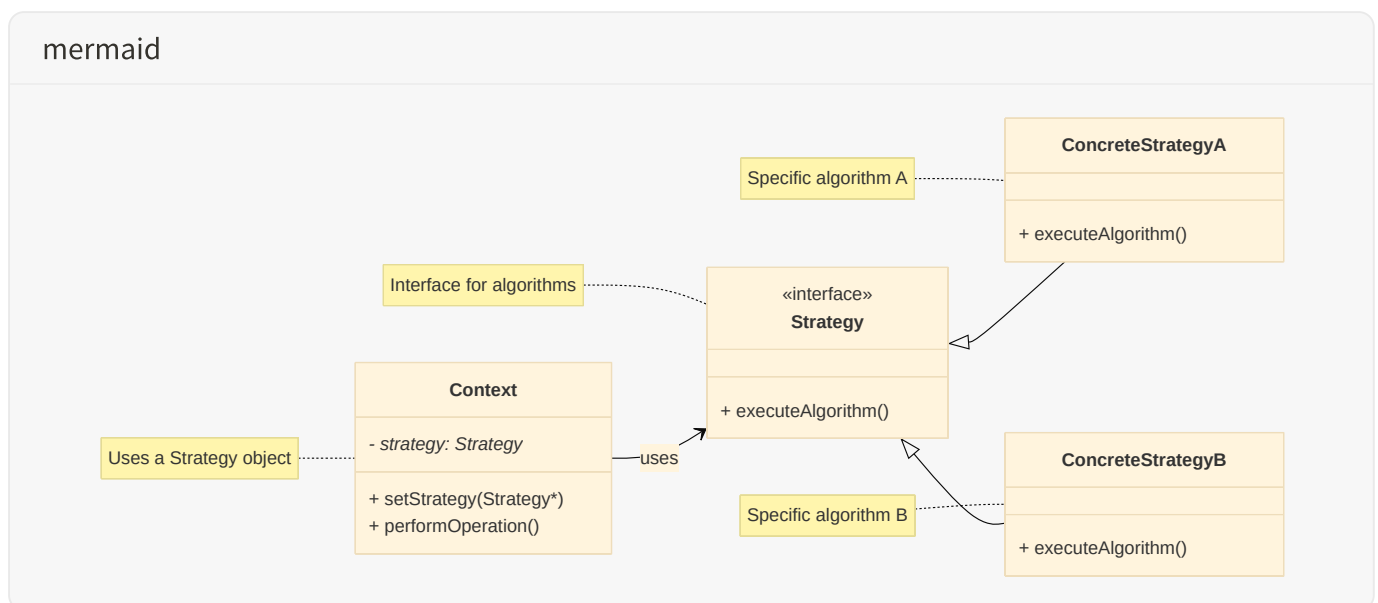 mermaid
ConcreteStrategyA
+ executeAlgorithm()
Specific algorithm A
Interface for algorithms
«interface»
Strategy
+ executeAlgorithm()
Context
- strategy: Strategy
+ setStrategy(Strategy*)
+ performOperation()
Uses a Strategy object
uses
ConcreteStrategyB
+ executeAlgorithm()
Specific algorithm B